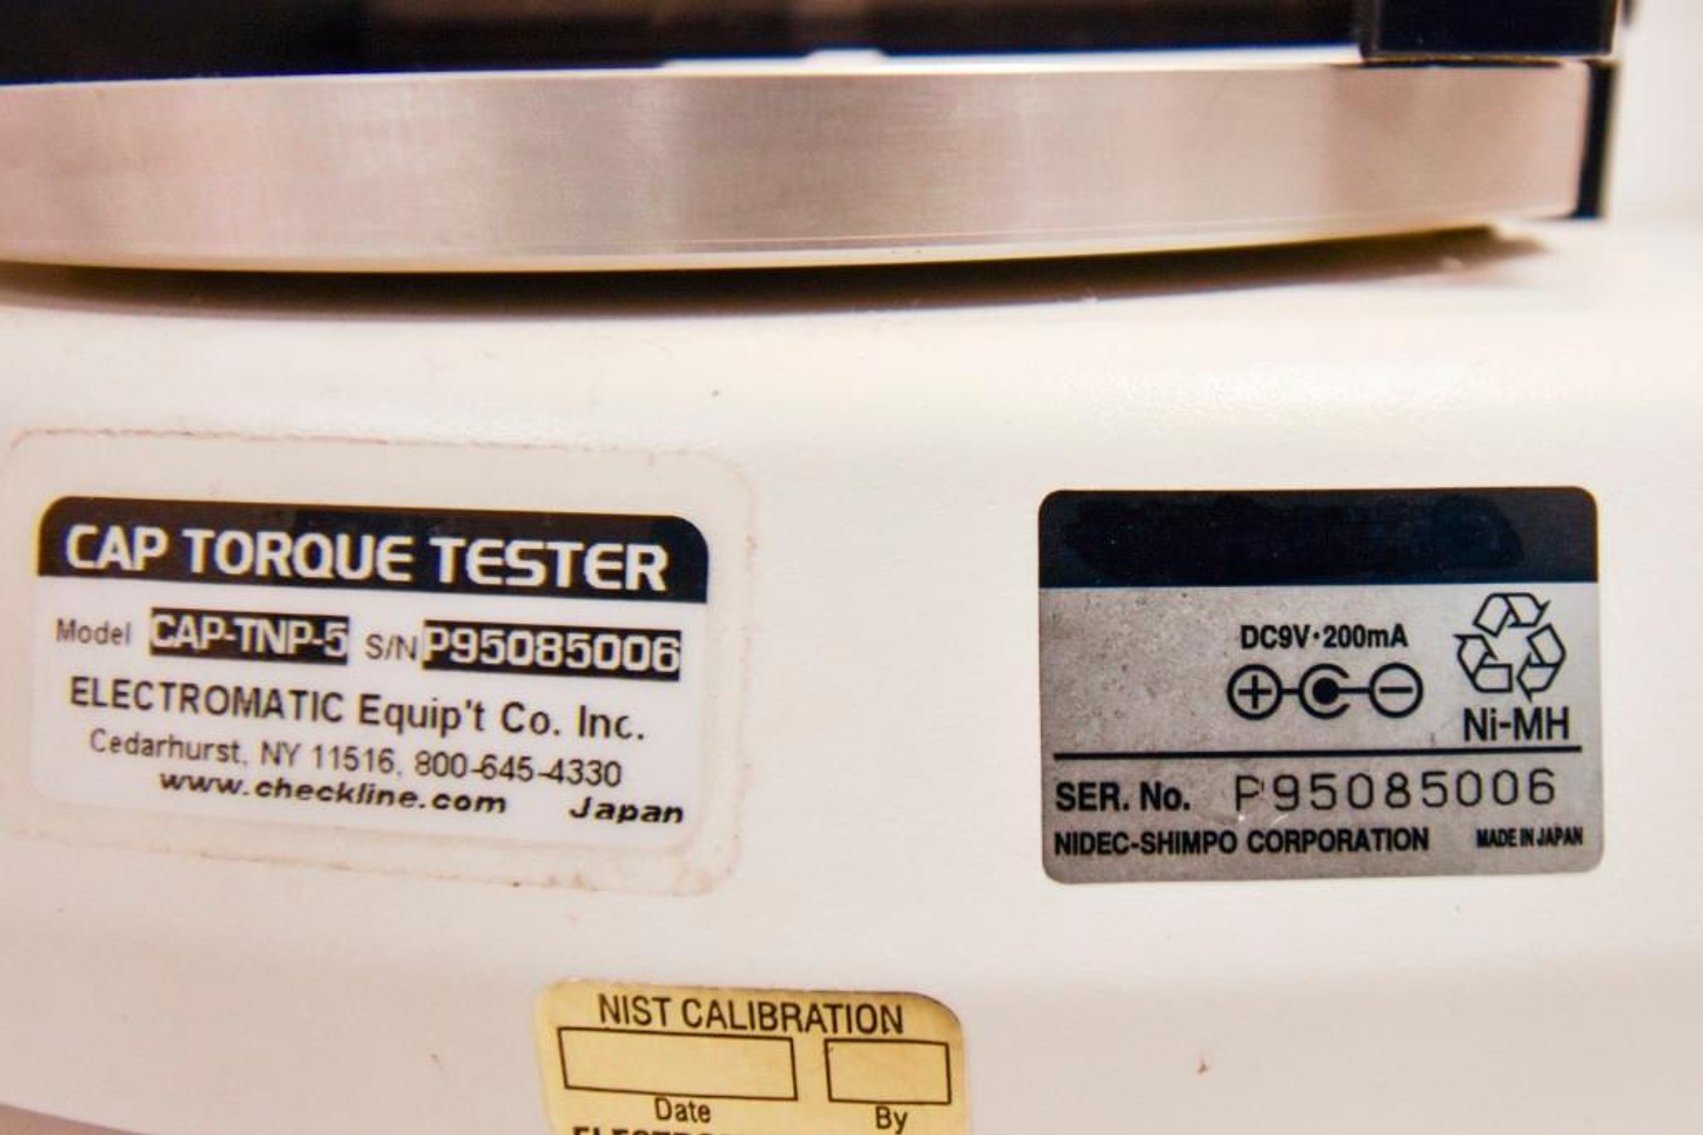 CAP TORQUE TESTER
Model CAP-TNP-5 S/N P95085006
ELECTROMATIC Equip't Co. Inc.
Cedarhurst, NY 11516, 800-645-4330
www.checkline.com Japan
DC9V·200mA
Ni-MH
SER. No. P95085006
NIDEC-SHIMPO CORPORATION MADE IN JAPAN
NIST CALIBRATION
Date By